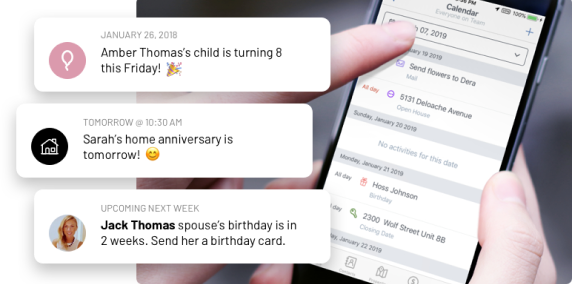 JANUARY 26, 2018
Amber Thomas's child is turning 8
this Friday! 🎉
TOMORROW @ 10:30 AM
Sarah's home anniversary is
tomorrow! 😊
UPCOMING NEXT WEEK
Jack Thomas spouse's birthday is in
2 weeks. Send her a birthday card.
100%
Calendar
Everyone on Team
07, 2019
19 2019
Send flowers to Dera
Mail
All day
5131 Deloache Avenue
Open House
Sunday, January 20 2019
No activities for this date
Monday, January 21 2019
All day
Hoss Johnson
Birthday
day
2300 Wolf Street Unit 8B
Closing Date
January 22 2019